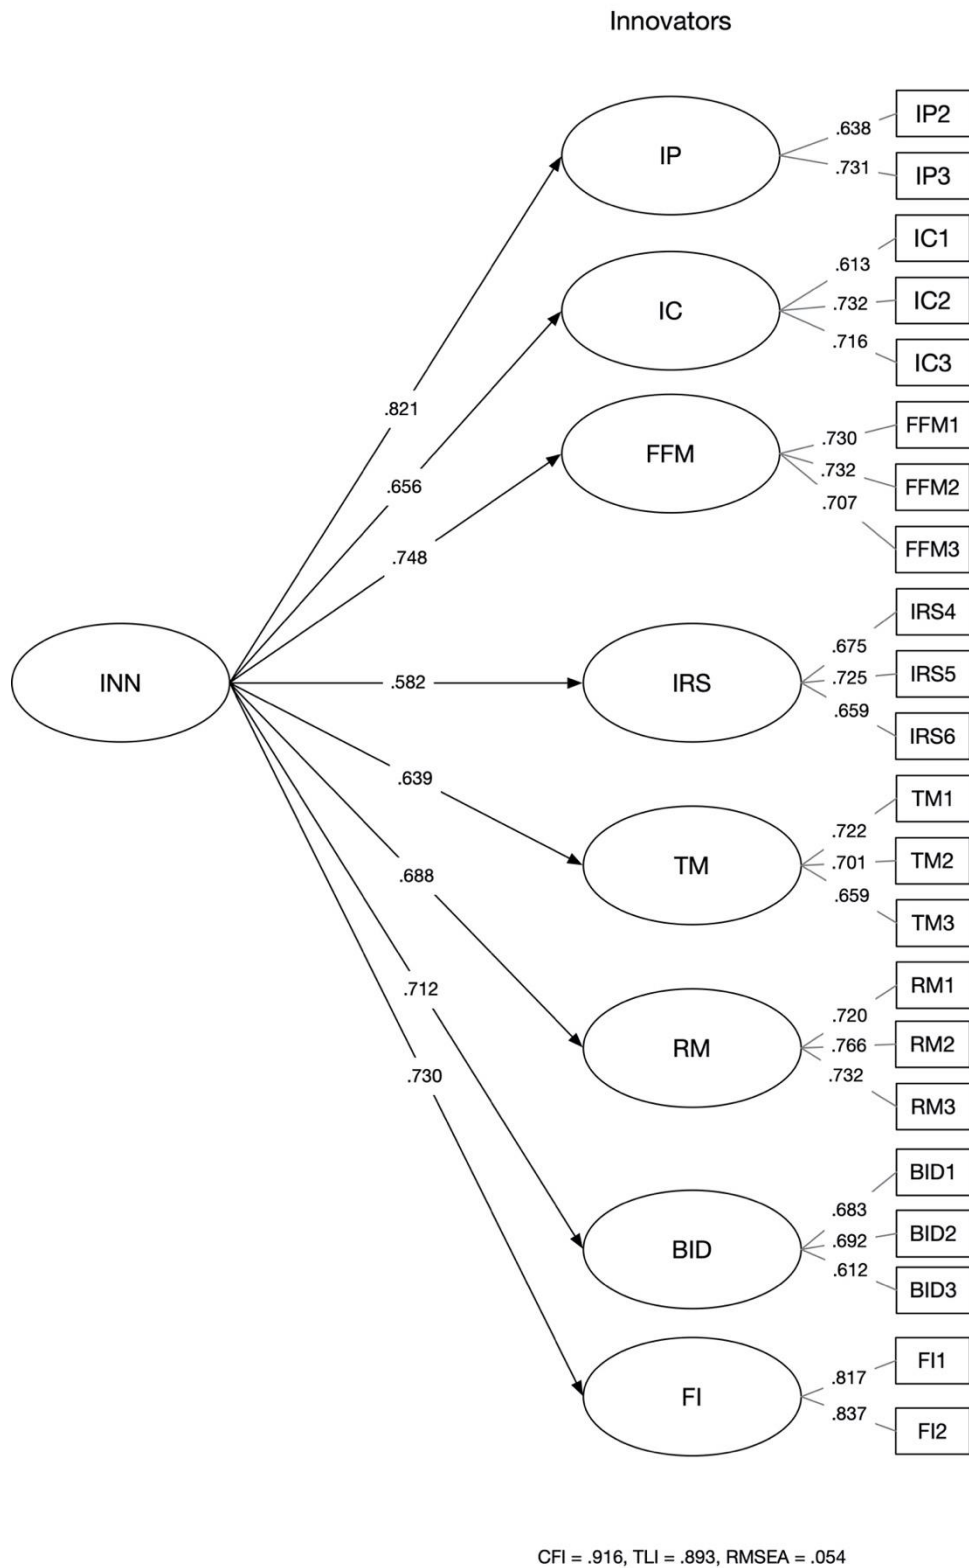 Innovators
IP
.638
IP2
.731
IP3
IC
.613
IC1
.732
IC2
.716
IC3
FFM
.730
FFM1
.732
FFM2
.707
FFM3
INN
.821
.656
.748
.582
.639
.688
.712
.730
IRS
.675
IRS4
.725
IRS5
.659
IRS6
TM
.722
TM1
.701
TM2
.659
TM3
RM
.720
RM1
.766
RM2
.732
RM3
BID
.683
BID1
.692
BID2
.612
BID3
FI
.817
FI1
.837
FI2
CFI = .916, TLI = .893, RMSEA = .054